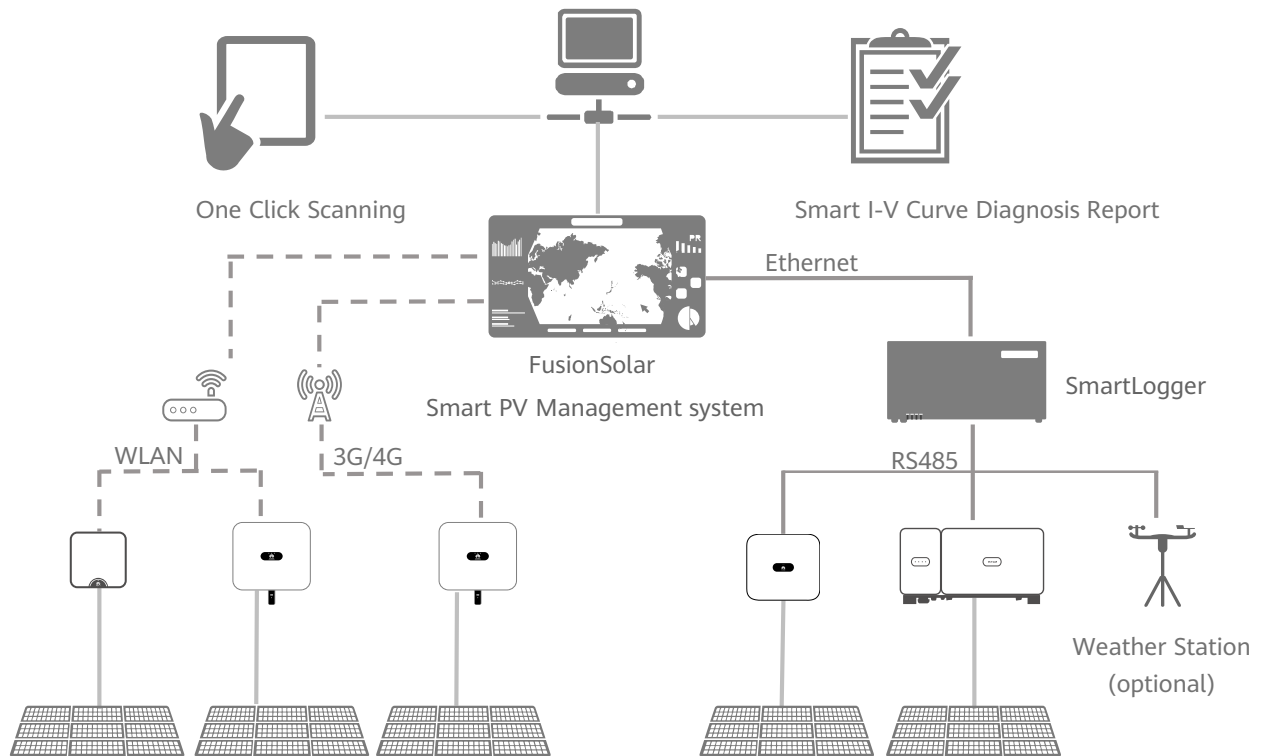 One Click Scanning
Smart I-V Curve Diagnosis Report
PR
Ethernet
FusionSolar
Smart PV Management system
SmartLogger
WLAN
3G/4G
RS485
Weather Station
(optional)